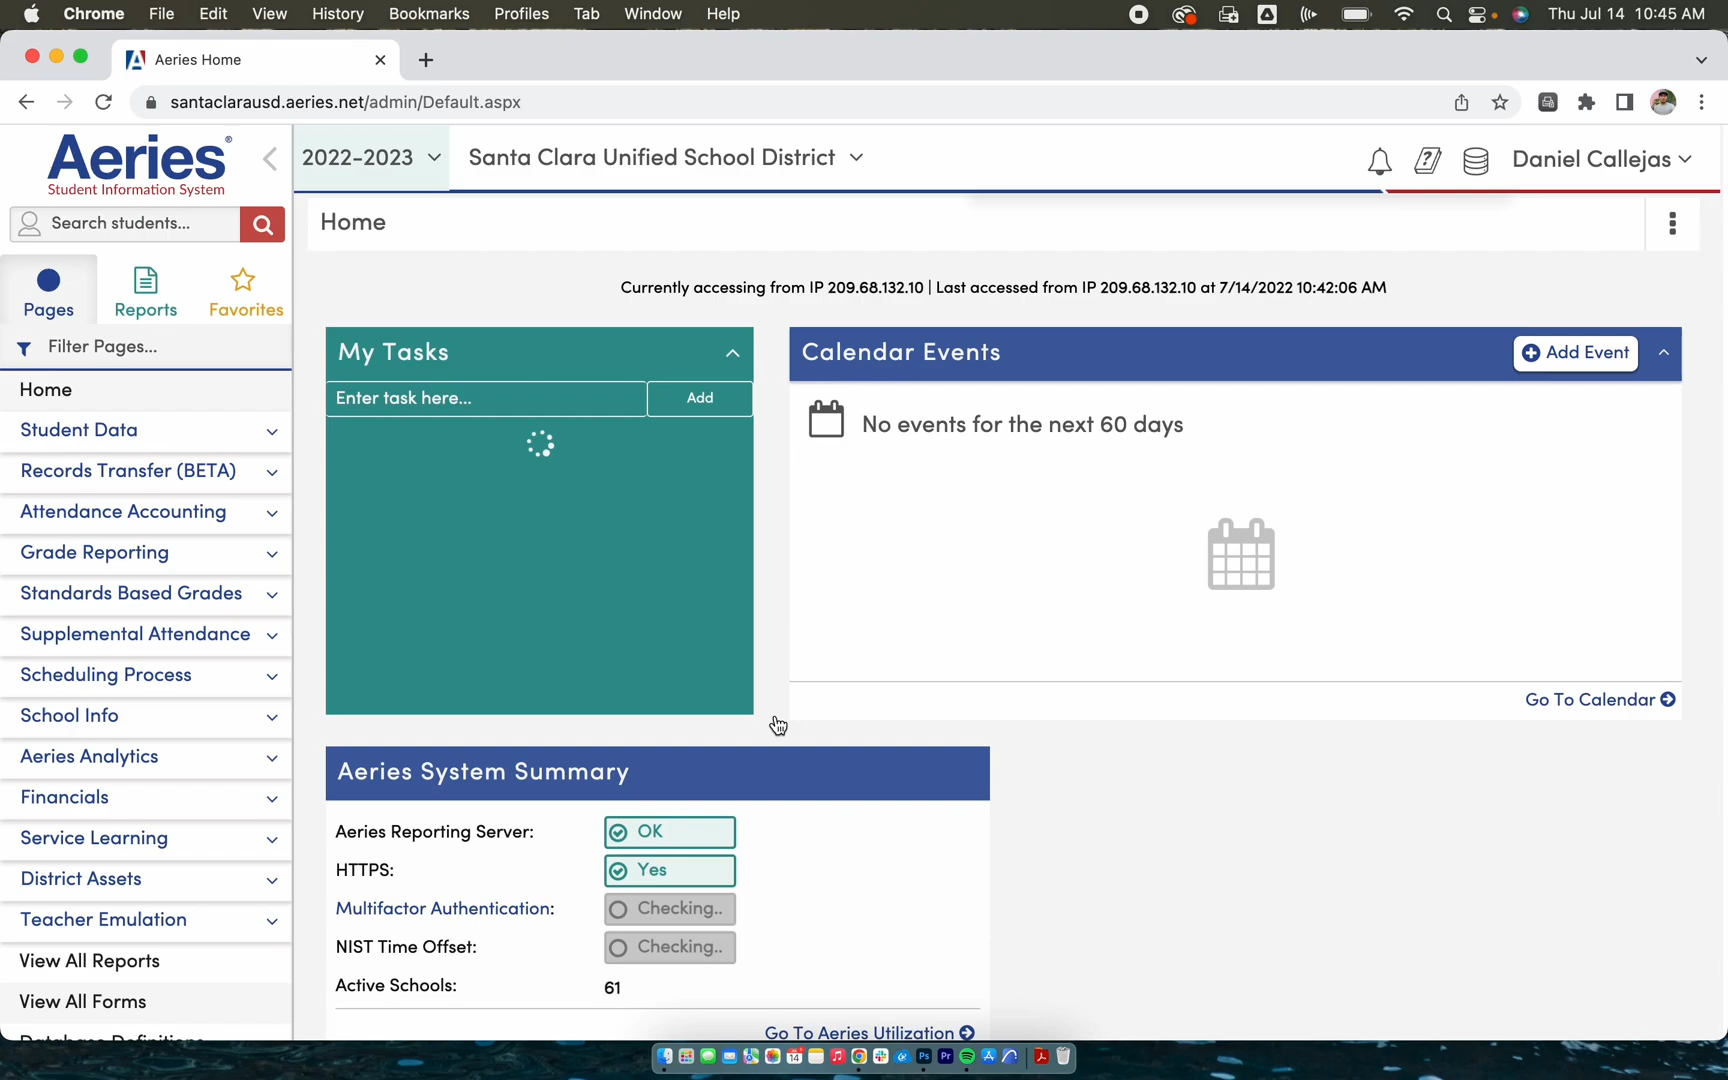 Chrome File Edit View History Bookmarks Profiles Tab Window Help Thu Jul 14 10:45 AM
Aeries Home
santaclarausd.aeries.net/admin/Default.aspx
Aeries®
Student Information System
2022-2023 Santa Clara Unified School District Daniel Callejas
Search students...
Home
Pages Reports Favorites
Currently accessing from IP 209.68.132.10 | Last accessed from IP 209.68.132.10 at 7/14/2022 10:42:06 AM
Filter Pages...
Home
Student Data
Records Transfer (BETA)
Attendance Accounting
Grade Reporting
Standards Based Grades
Supplemental Attendance
Scheduling Process
School Info
Aeries Analytics
Financials
Service Learning
District Assets
Teacher Emulation
View All Reports
View All Forms
Database Definitions
My Tasks
Enter task here... Add
Calendar Events Add Event
No events for the next 60 days
Go To Calendar
Aeries System Summary
Aeries Reporting Server: OK
HTTPS: Yes
Multifactor Authentication: Checking..
NIST Time Offset: Checking..
Active Schools: 61
Go To Aeries Utilization
14
Ps
Pr